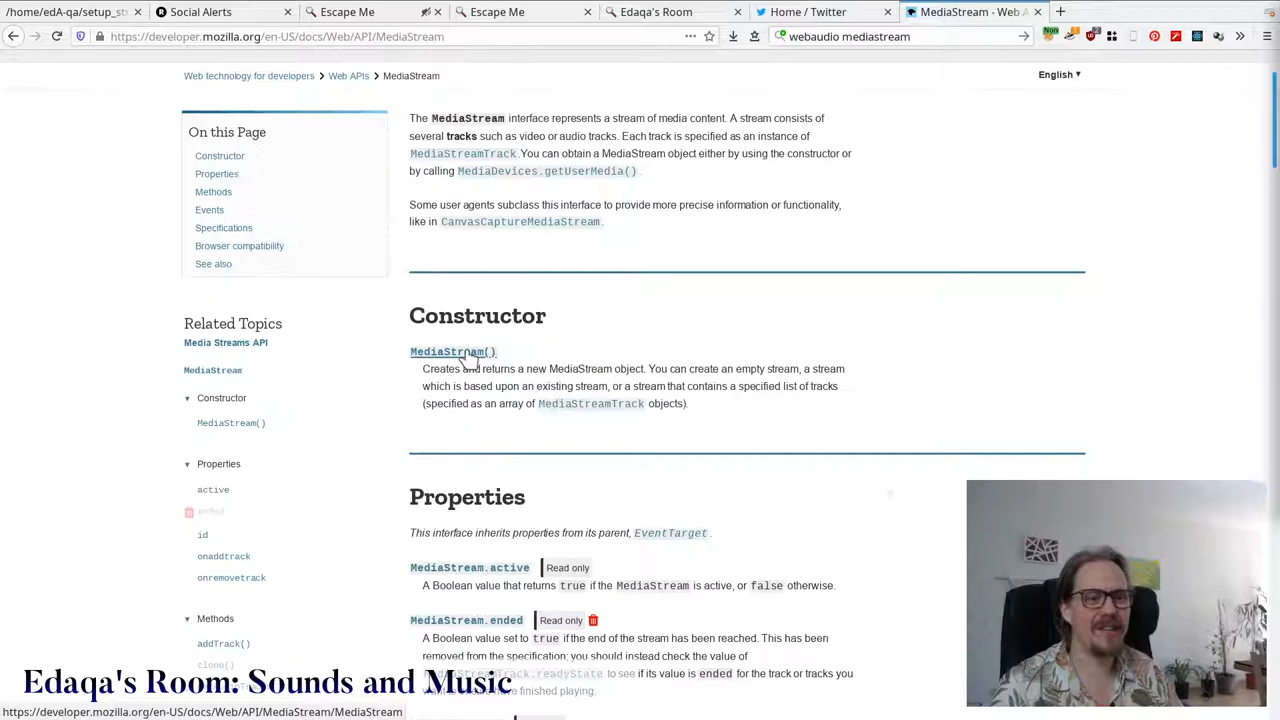 /home/edA-qa/setup_st
Social Alerts
Escape Me
Escape Me
Edaqa's Room
Home / Twitter
MediaStream - Web A
https://developer.mozilla.org/en-US/docs/Web/API/MediaStream
webaudio mediastream
Web technology for developers
Web APIs
MediaStream
English
On this Page
Constructor
Properties
Methods
Events
Specifications
Browser compatibility
See also
Related Topics
Media Streams API
MediaStream
Constructor
MediaStream()
Properties
active
ended
id
onaddtrack
onremovetrack
Methods
addTrack()
clone()
The MediaStream interface represents a stream of media content. A stream consists of
several tracks such as video or audio tracks. Each track is specified as an instance of
MediaStreamTrack.You can obtain a MediaStream object either by using the constructor or
by calling MediaDevices.getUserMedia().
Some user agents subclass this interface to provide more precise information or functionality,
like in CanvasCaptureMediaStream.
Constructor
MediaStream()
Creates and returns a new MediaStream object. You can create an empty stream, a stream
which is based upon an existing stream, or a stream that contains a specified list of tracks
(specified as an array of MediaStreamTrack objects).
Properties
This interface inherits properties from its parent, EventTarget.
MediaStream.active Read only
A Boolean value that returns true if the MediaStream is active, or false otherwise.
MediaStream.ended Read only
A Boolean value set to true if the end of the stream has been reached. This has been
removed from the specification; you should instead check the value of
MediaStreamTrack.readyState to see if its value is ended for the track or tracks you
have finished playing.
Edaqa's Room: Sounds and Music
https://developer.mozilla.org/en-US/docs/Web/API/MediaStream/MediaStream